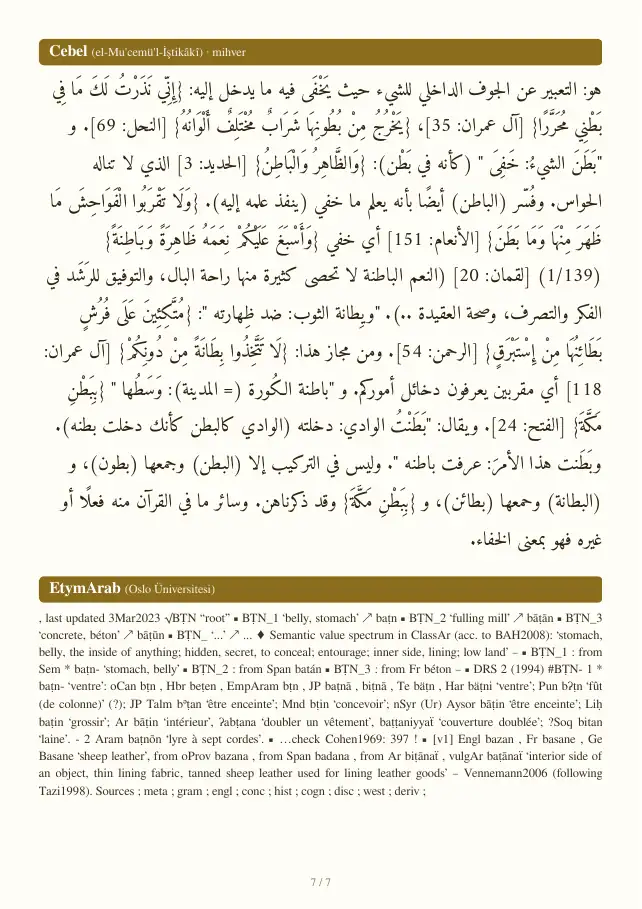 Cebel (el-Mu'cemü'l-İştikâkî) · mihver
هو: التعبير عن الجوف الداخلي للشيء حيث يَخْفَى فيه ما يدخل إليه: {إِنِّي نَذَرْتُ لَكَ مَا فِي
بَطْنِي مُحَرَّرًا} [آل عمران: 35]، {يَخْرُجُ مِنْ بُطُونِهَا شَرَابٌ مُخْتَلِفٌ أَلْوَانُهُ} [النحل: 69]. و
"بَطَنَ الشيءُ: خَفِىَ " (كأنه في بَطْن): {وَالظَّاهِرُ وَالْبَاطِنُ} [الحديد: 3] الذي لا تناله
الحواس. وفُسِّر (الباطن) أيضًا بأنه يعلم ما خفي (ينفذ علمه إليه). {وَلَا تَقْرَبُوا الْفَوَاحِشَ مَا
ظَهَرَ مِنْهَا وَمَا بَطَنَ} [الأنعام: 151] أي خفي {وَأَسْبَغَ عَلَيْكُمْ نِعَمَهُ ظَاهِرَةً وَبَاطِنَةً}
(1/139) [لقمان: 20] (النعم الباطنة لا تحصى كثيرة منها راحة البال، والتوفيق للرَشَد في
الفكر والتصرف، وصحة العقيدة ..). "وبِطانة الثوب: ضد ظِهارته ": {مُتَّكِئِينَ عَلَى فُرُشٍ
بَطَائِنُهَا مِنْ إِسْتَبْرَقٍ} [الرحمن: 54]. ومن مجاز هذا: {لَا تَتَّخِذُوا بِطَانَةً مِنْ دُونِكُمْ} [آل عمران:
118] أي مقربين يعرفون دخائل أموركم. و "باطنة الكُورة (= المدينة): وَسَطُها " {بِبَطْنِ
مَكَّةَ} [الفتح: 24]. ويقال: "بَطَنْتُ الوادي: دخلته (الوادي كالبطن كأنك دخلت بطنه).
وبَطَنت هذا الأمرَ: عرفت باطنه ". وليس في التركيب إلا (البطن) وجمعها (بطون)، و
(البطانة) وجمعها (بطائن)، و {بِبَطْنِ مَكَّةَ} وقد ذكرناهن. وسائر ما في القرآن منه فعلًا أو
غيره فهو بمعنى الخفاء.
EtymArab (Oslo Üniversitesi)
, last updated 3Mar2023 √BṬN “root” ▪ BṬN_1 ‘belly, stomach’ ↗ baṭn ▪ BṬN_2 ‘fulling mill’ ↗ bāṭān ▪ BṬN_3
‘concrete, béton’ ↗ bāṭūn ▪ BṬN_ ‘...’ ↗ ... ♦ Semantic value spectrum in ClassAr (acc. to BAH2008): ‘stomach,
belly, the inside of anything; hidden, secret, to conceal; entourage; inner side, lining; low land’ – ▪ BṬN_1 : from
Sem * baṭn- ‘stomach, belly’ ▪ BṬN_2 : from Span batán ▪ BṬN_3 : from Fr béton – ▪ DRS 2 (1994) #BṬN- 1 *
baṭn- ‘ventre’: oCan bṭn , Hbr beṭen , EmpAram bṭn , JP baṭnā , biṭnā , Te bäṭn , Har bäṭni ‘ventre’; Pun bʔṭn ‘fût
(de colonne)’ (?); JP Talm bᵊṭan ‘être enceinte’; Mnd bṭin ‘concevoir’; nSyr (Ur) Aysor bāṭin ‘être enceinte’; Liḥ
baṭin ‘grossir’; Ar bāṭin ‘intérieur’, ʔabṭana ‘doubler un vêtement’, baṭṭaniyyaẗ ‘couverture doublée’; ?Soq bitan
‘laine’. - 2 Aram baṭnōn ‘lyre à sept cordes’. ▪ …check Cohen1969: 397 ! ▪ [v1] Engl bazan , Fr basane , Ge
Basane ‘sheep leather’, from oProv bazana , from Span badana , from Ar biṭānaẗ , vulgAr baṭānaẗ ‘interior side of
an object, thin lining fabric, tanned sheep leather used for lining leather goods’ – Vennemann2006 (following
Tazi1998). Sources ; meta ; gram ; engl ; conc ; hist ; cogn ; disc ; west ; deriv ;
7 / 7